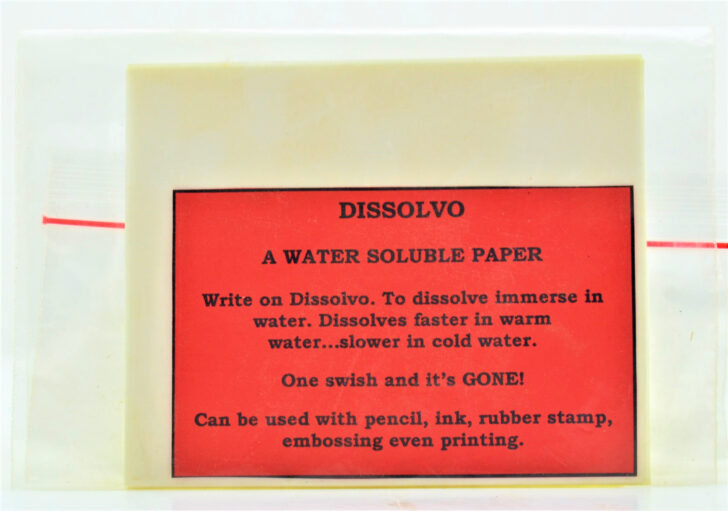 DISSOLVO
A WATER SOLUBLE PAPER
Write on Dissolvo. To dissolve immerse in
water. Dissolves faster in warm
water...slower in cold water.
One swish and it's GONE!
Can be used with pencil, ink, rubber stamp,
embossing even printing.